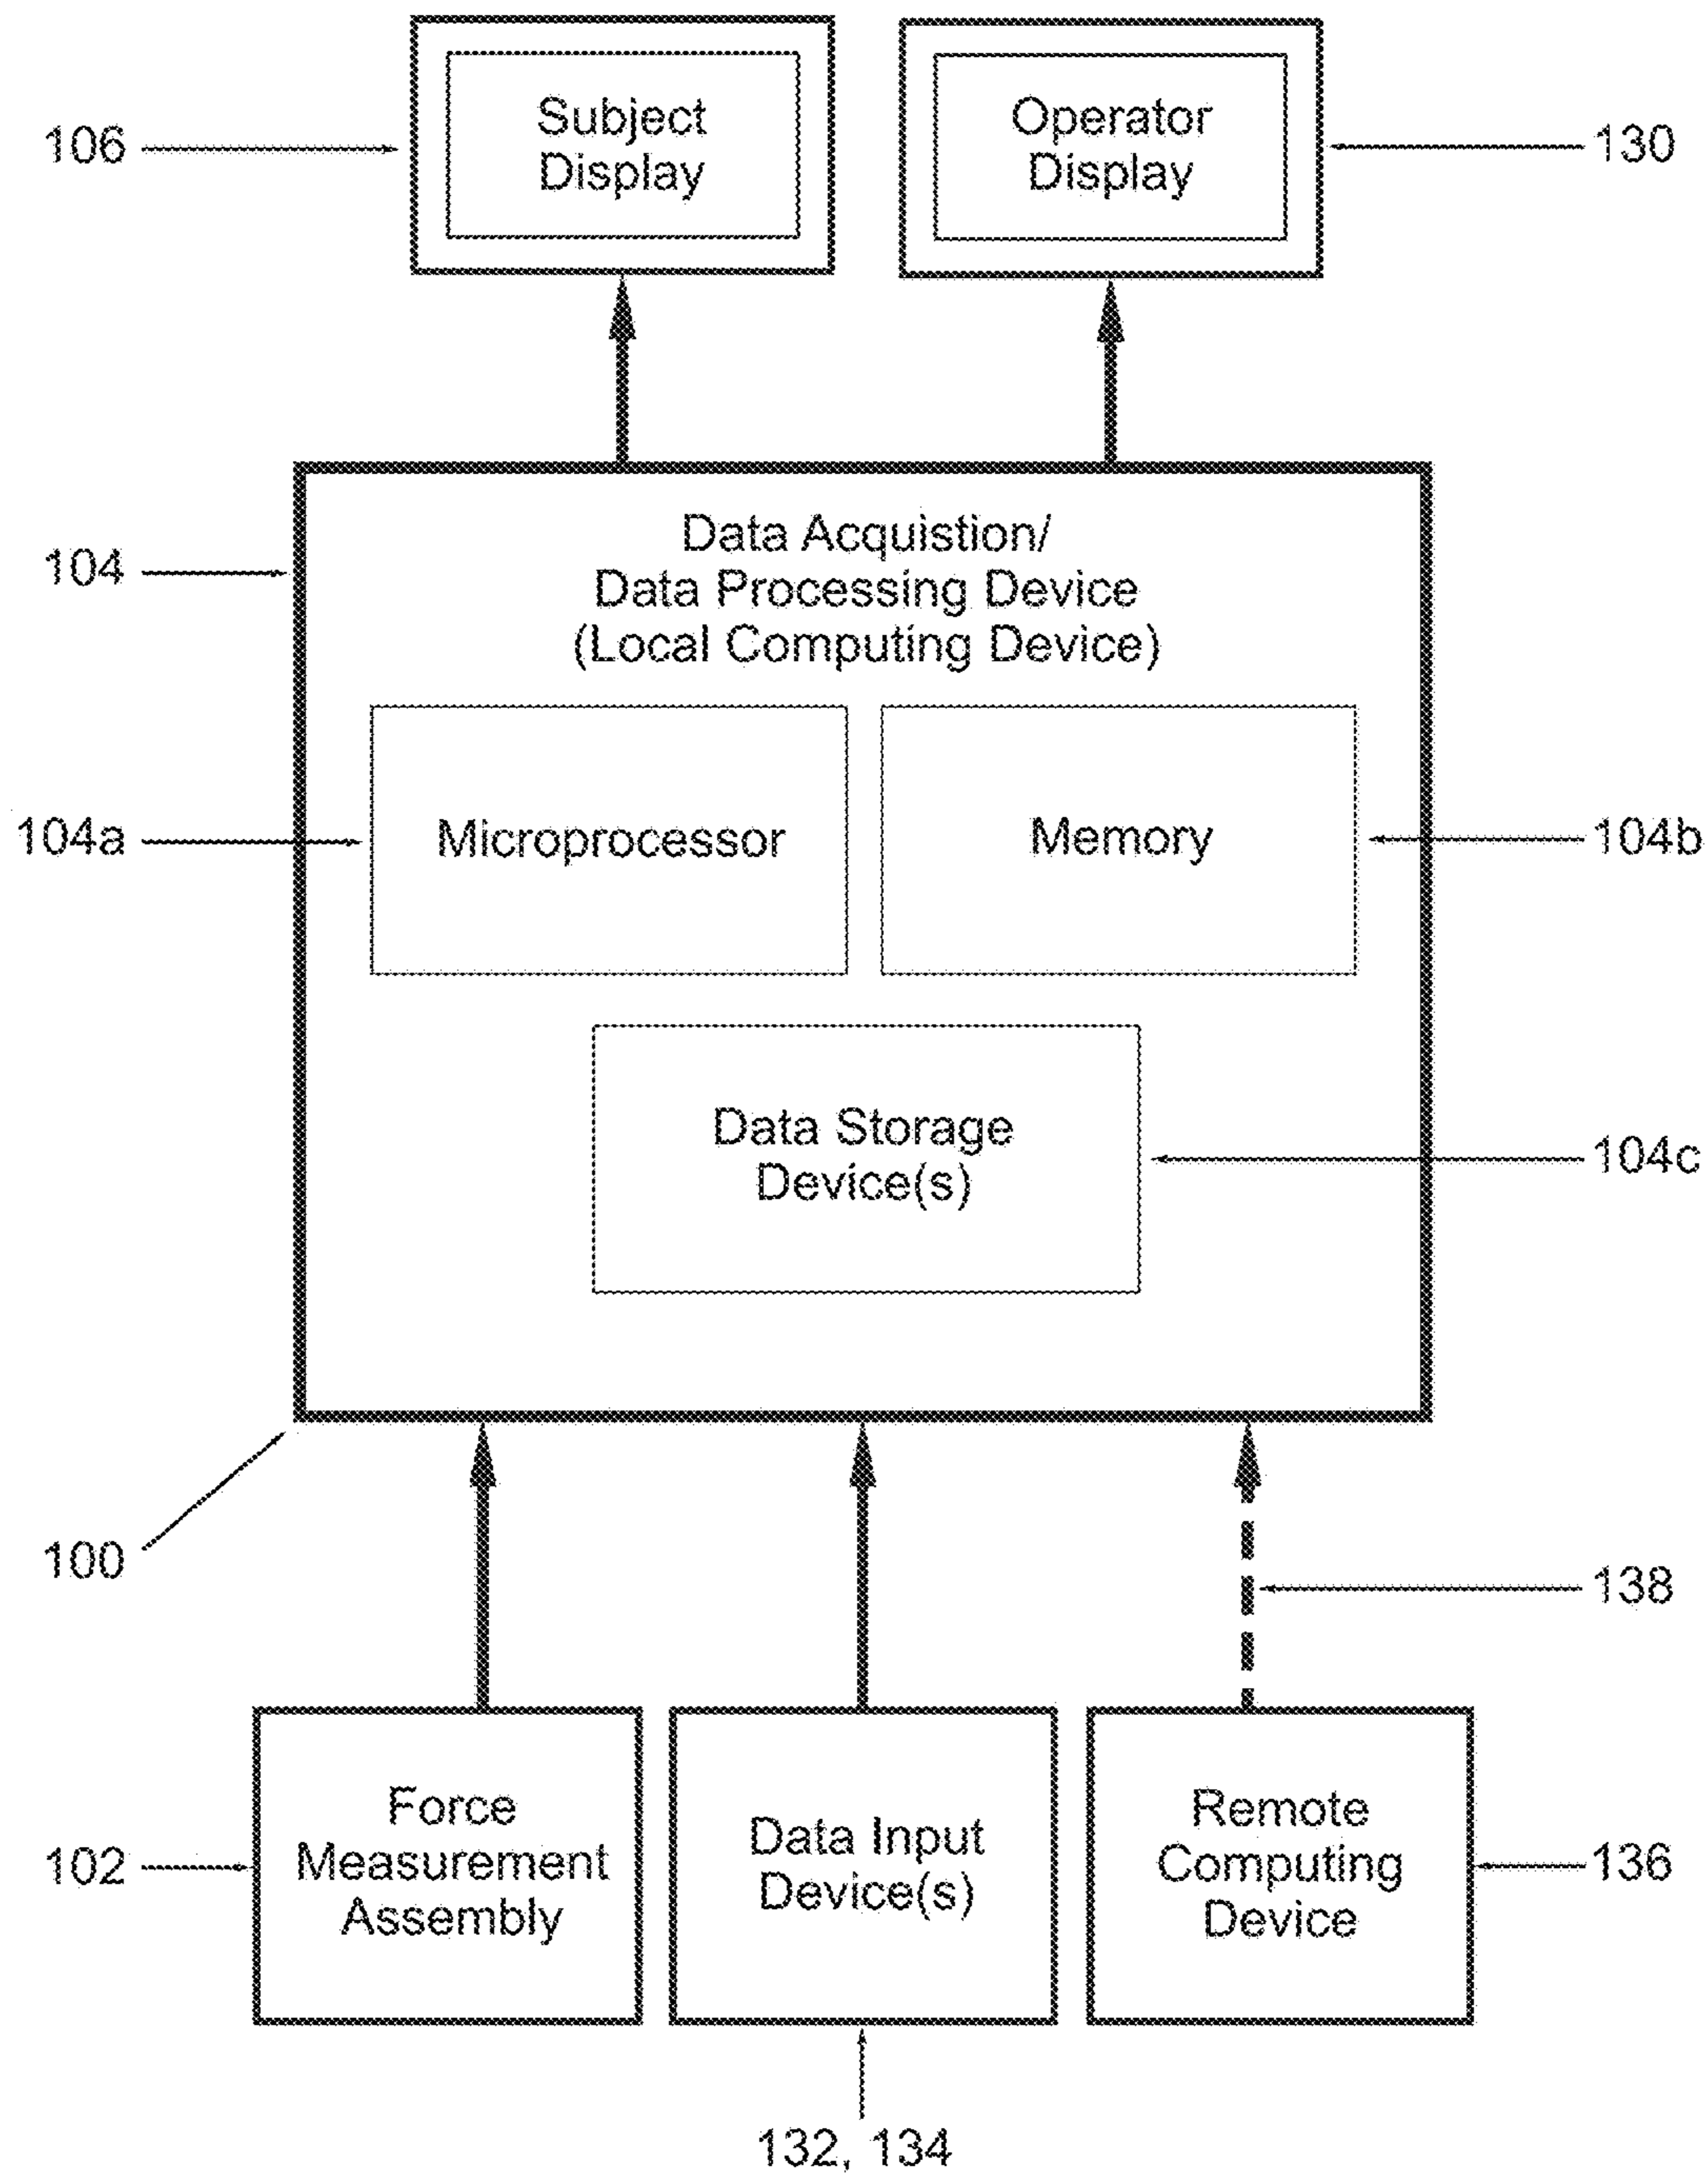 Subject
Display
Operator
Display
106
130
Data Acquistion/
Data Processing Device
(Local Computing Device)
104
Microprocessor
Memory
104a
104b
Data Storage
Device(s)
104c
100
138
Force
Measurement
Assembly
Data Input
Device(s)
Remote
Computing
Device
102
136
132, 134